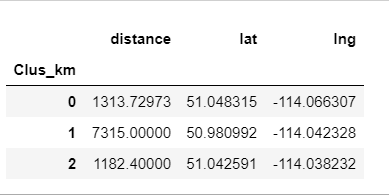 distance lat lng
Clus_km
0 1313.72973 51.048315 -114.066307
1 7315.00000 50.980992 -114.042328
2 1182.40000 51.042591 -114.038232